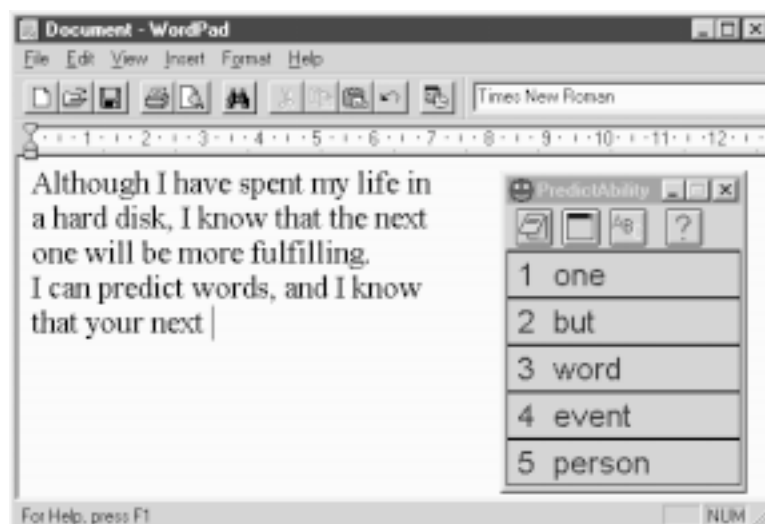 Document - WordPad
File Edit View Insert Format Help
Times New Roman
1 2 3 4 5 6 7 8 9 10 11 12
Although I have spent my life in
a hard disk, I know that the next
one will be more fulfilling.
I can predict words, and I know
that your next
PredictAbility
?
1 one
2 but
3 word
4 event
5 person
For Help, press F1
NUM